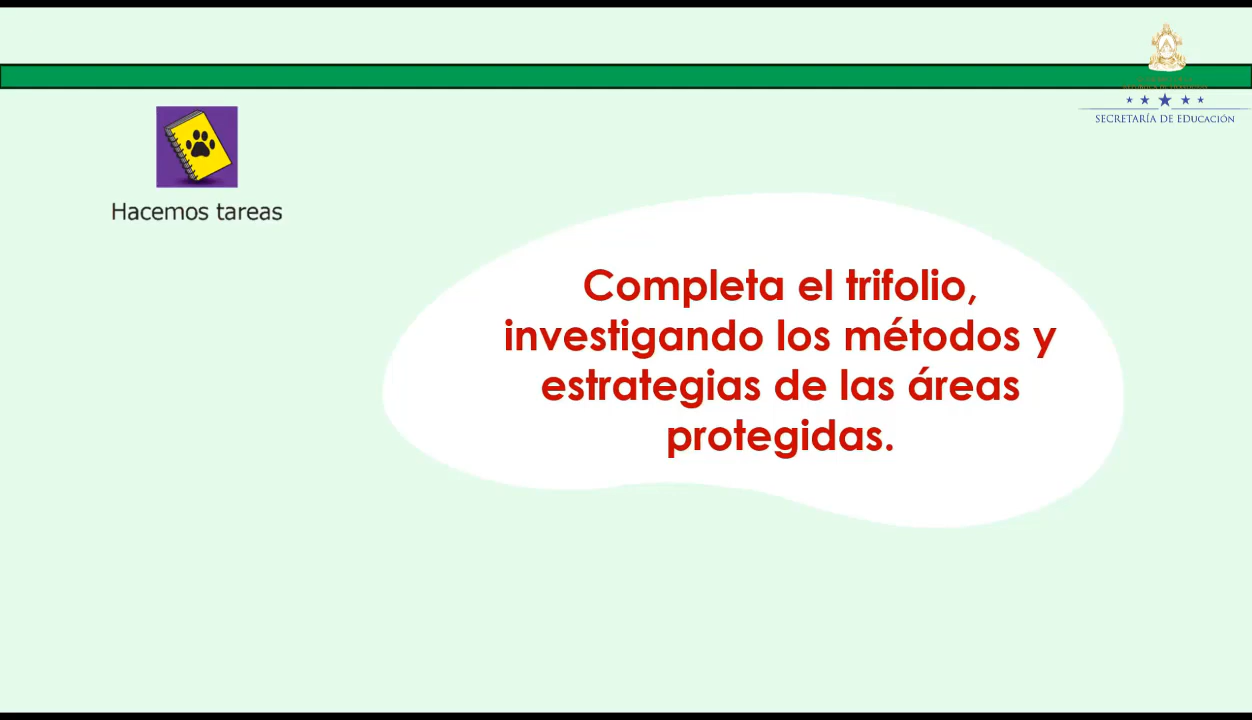 SECRETARÍA DE EDUCACIÓN
Hacemos tareas
Completa el trifolio,
investigando los métodos y
estrategias de las áreas
protegidas.